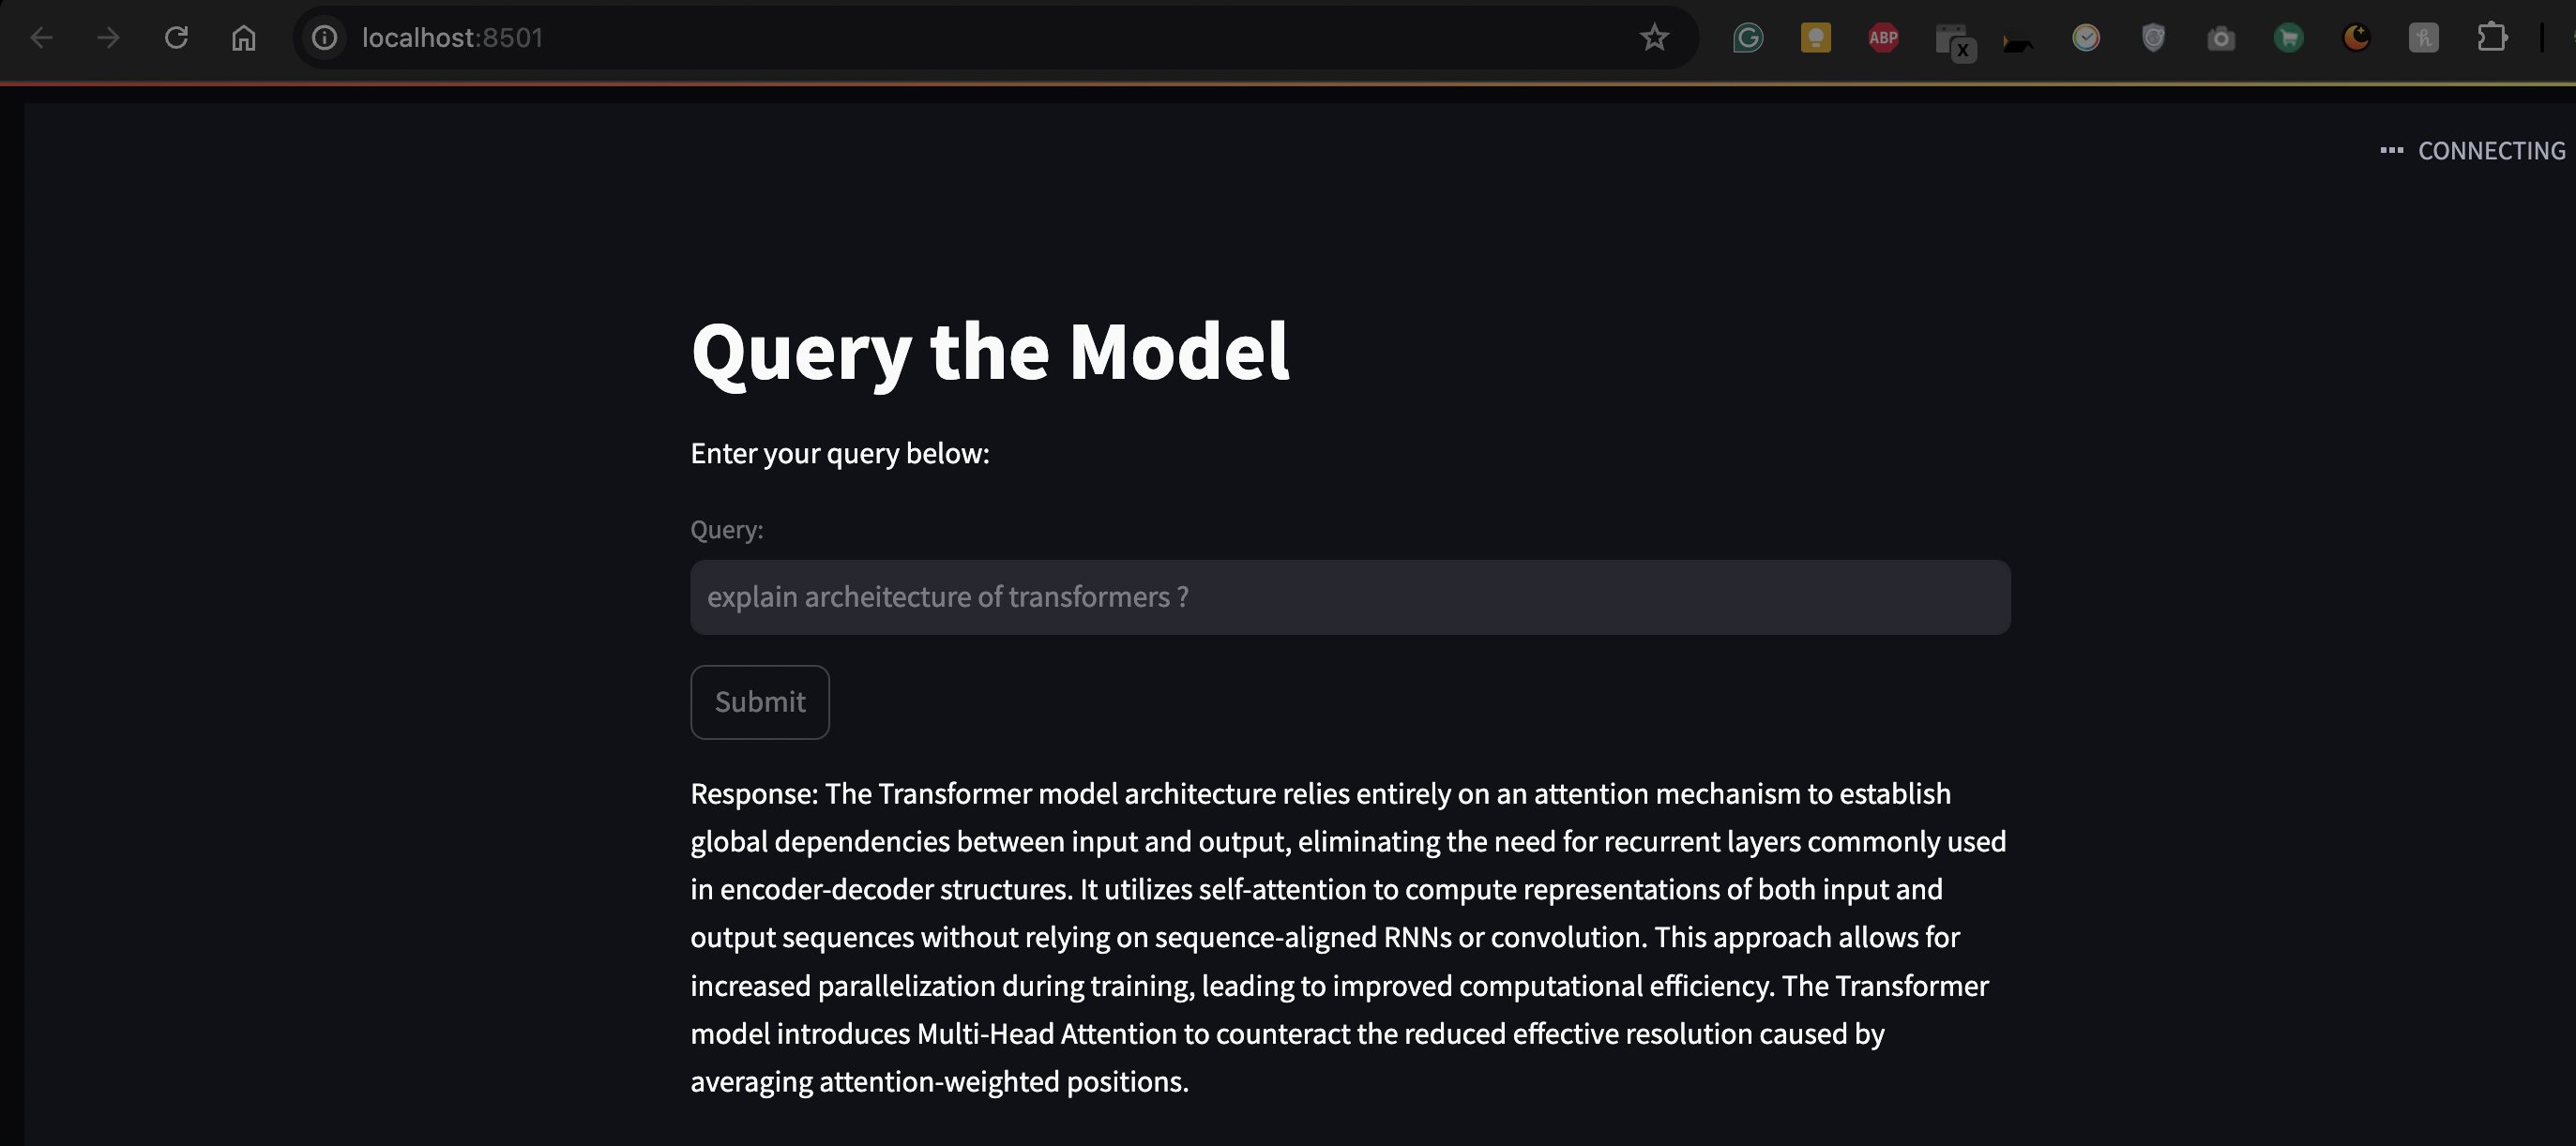 localhost:8501
ABP
X
CONNECTING
Query the Model
Enter your query below:
Query:
explain archeitecture of transformers ?
Submit
Response: The Transformer model architecture relies entirely on an attention mechanism to establish
global dependencies between input and output, eliminating the need for recurrent layers commonly used
in encoder-decoder structures. It utilizes self-attention to compute representations of both input and
output sequences without relying on sequence-aligned RNNs or convolution. This approach allows for
increased parallelization during training, leading to improved computational efficiency. The Transformer
model introduces Multi-Head Attention to counteract the reduced effective resolution caused by
averaging attention-weighted positions.